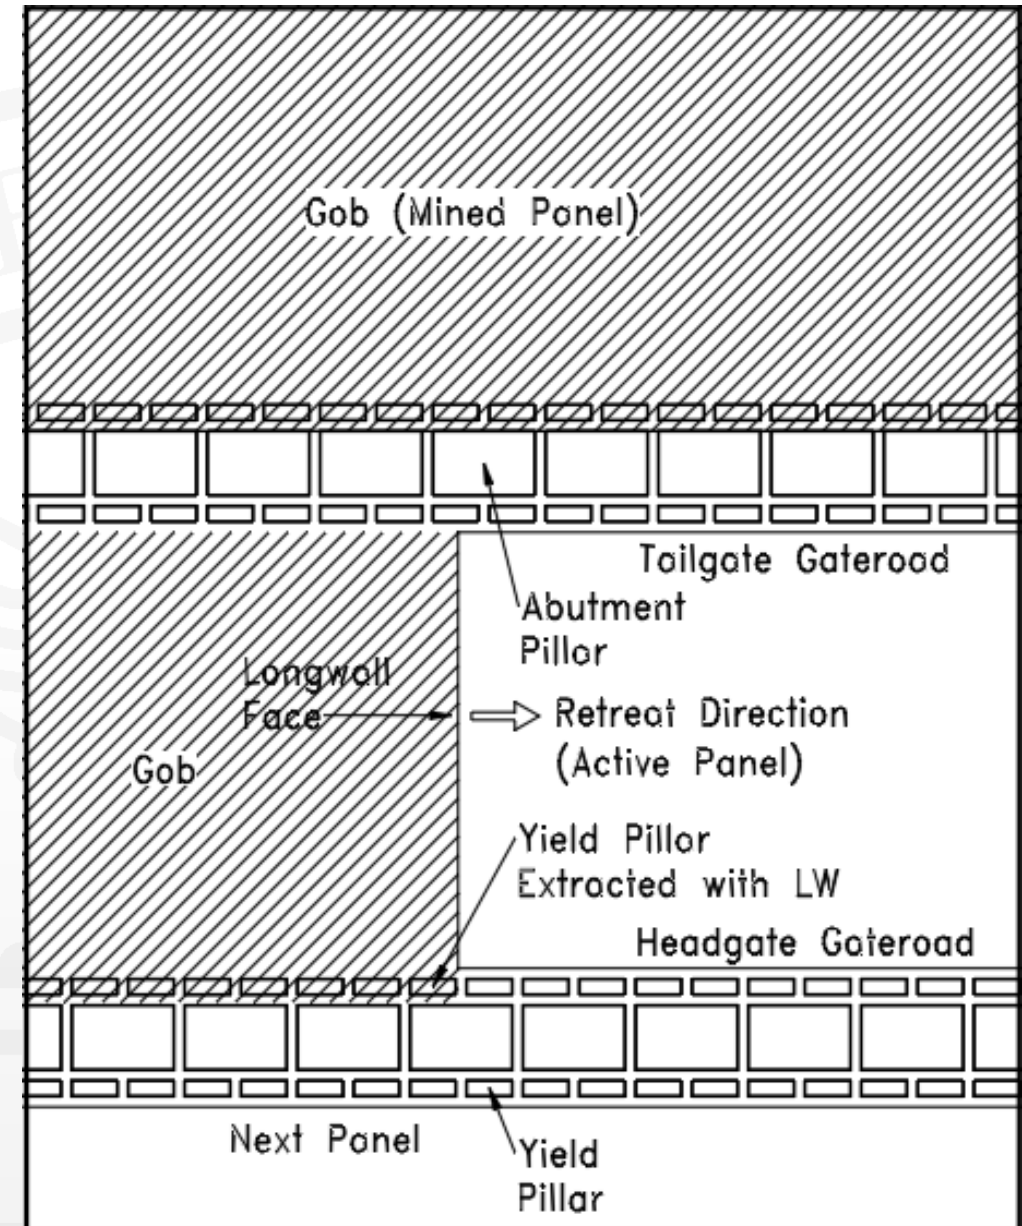 Gob (Mined Panel)
Tailgate Gateroad
Abutment
Pillar
Longwall
Face
Retreat Direction
(Active Panel)
Gob
Yield Pillar
Extracted with LW
Headgate Gateroad
Next Panel
Yield
Pillar